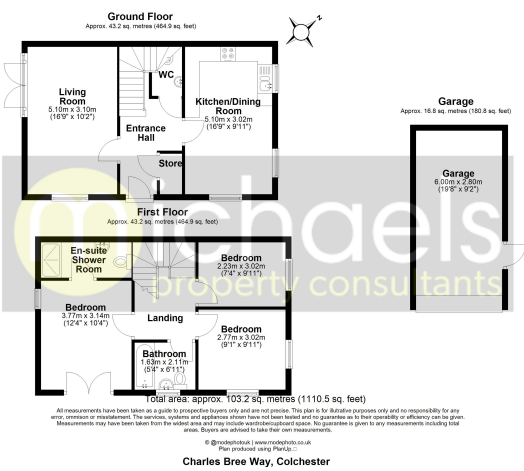 Ground Floor
Approx. 43.2 sq. metres (464.9 sq. feet)
N
WC
Living
Room
5.10m x 3.10m
(16'9" x 10'2")
Kitchen/Dining
Room
5.10m x 3.02m
(16'9" x 9'11")
Entrance
Hall
Store
Garage
Approx. 16.8 sq. metres (180.8 sq. feet)
Garage
6.00m x 2.80m
(19'8" x 9'2")
michaels
property consultants
First Floor
Approx. 43.2 sq. metres (464.9 sq. feet)
En-suite
Shower
Room
Bedroom
2.23m x 3.02m
(7'4" x 9'11")
Bedroom
3.77m x 3.14m
(12'4" x 10'4")
Landing
Bedroom
2.77m x 3.02m
(9'1" x 9'11")
Bathroom
1.63m x 2.11m
(5'4" x 6'11")
Total area: approx. 103.2 sq. metres (1110.5 sq. feet)
All measurements have been taken as a guide to prospective buyers only and are not precise. This plan is for illustrative purposes only and no responsibility for any
error, ommision or misstatement. The services, systems and appliances shown have not been tested and no guarantee as to their operability or efficiency can be given.
Measurements may have been taken from the widest area and may include wardrobe/cupboard space. No guarantee is given to any measurements including total
areas. Buyers are advised to take their own measurements.
© @modephotouk | www.modephoto.co.uk
Plan produced using PlanUp.
Charles Bree Way, Colchester